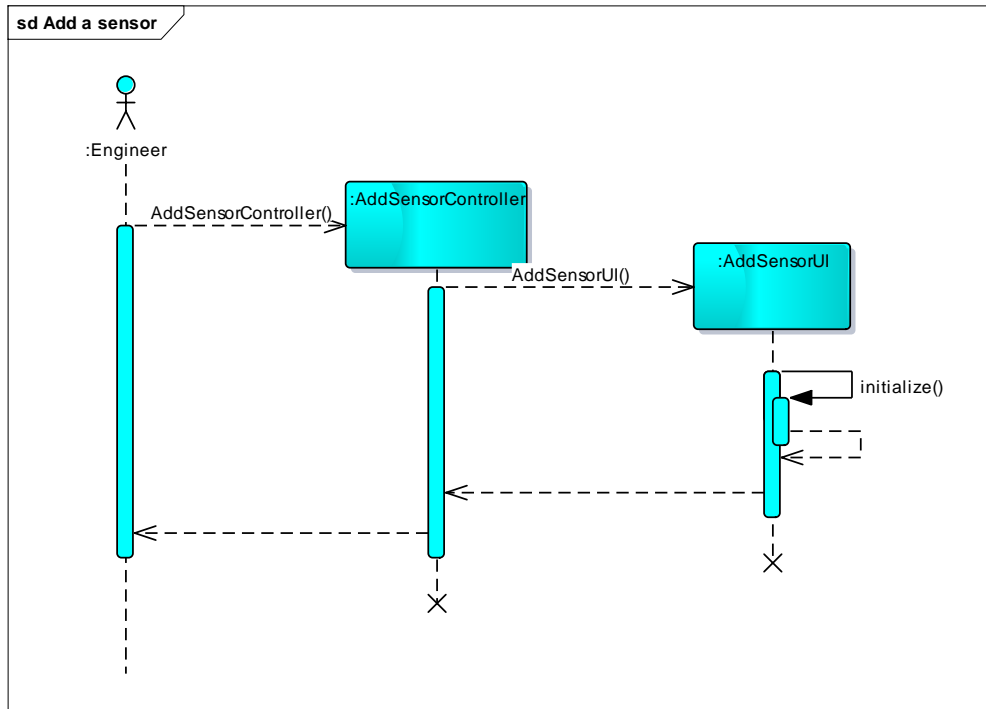 sd Add a sensor
:Engineer
:AddSensorController
AddSensorController()
:AddSensorUI
AddSensorUI()
initialize()